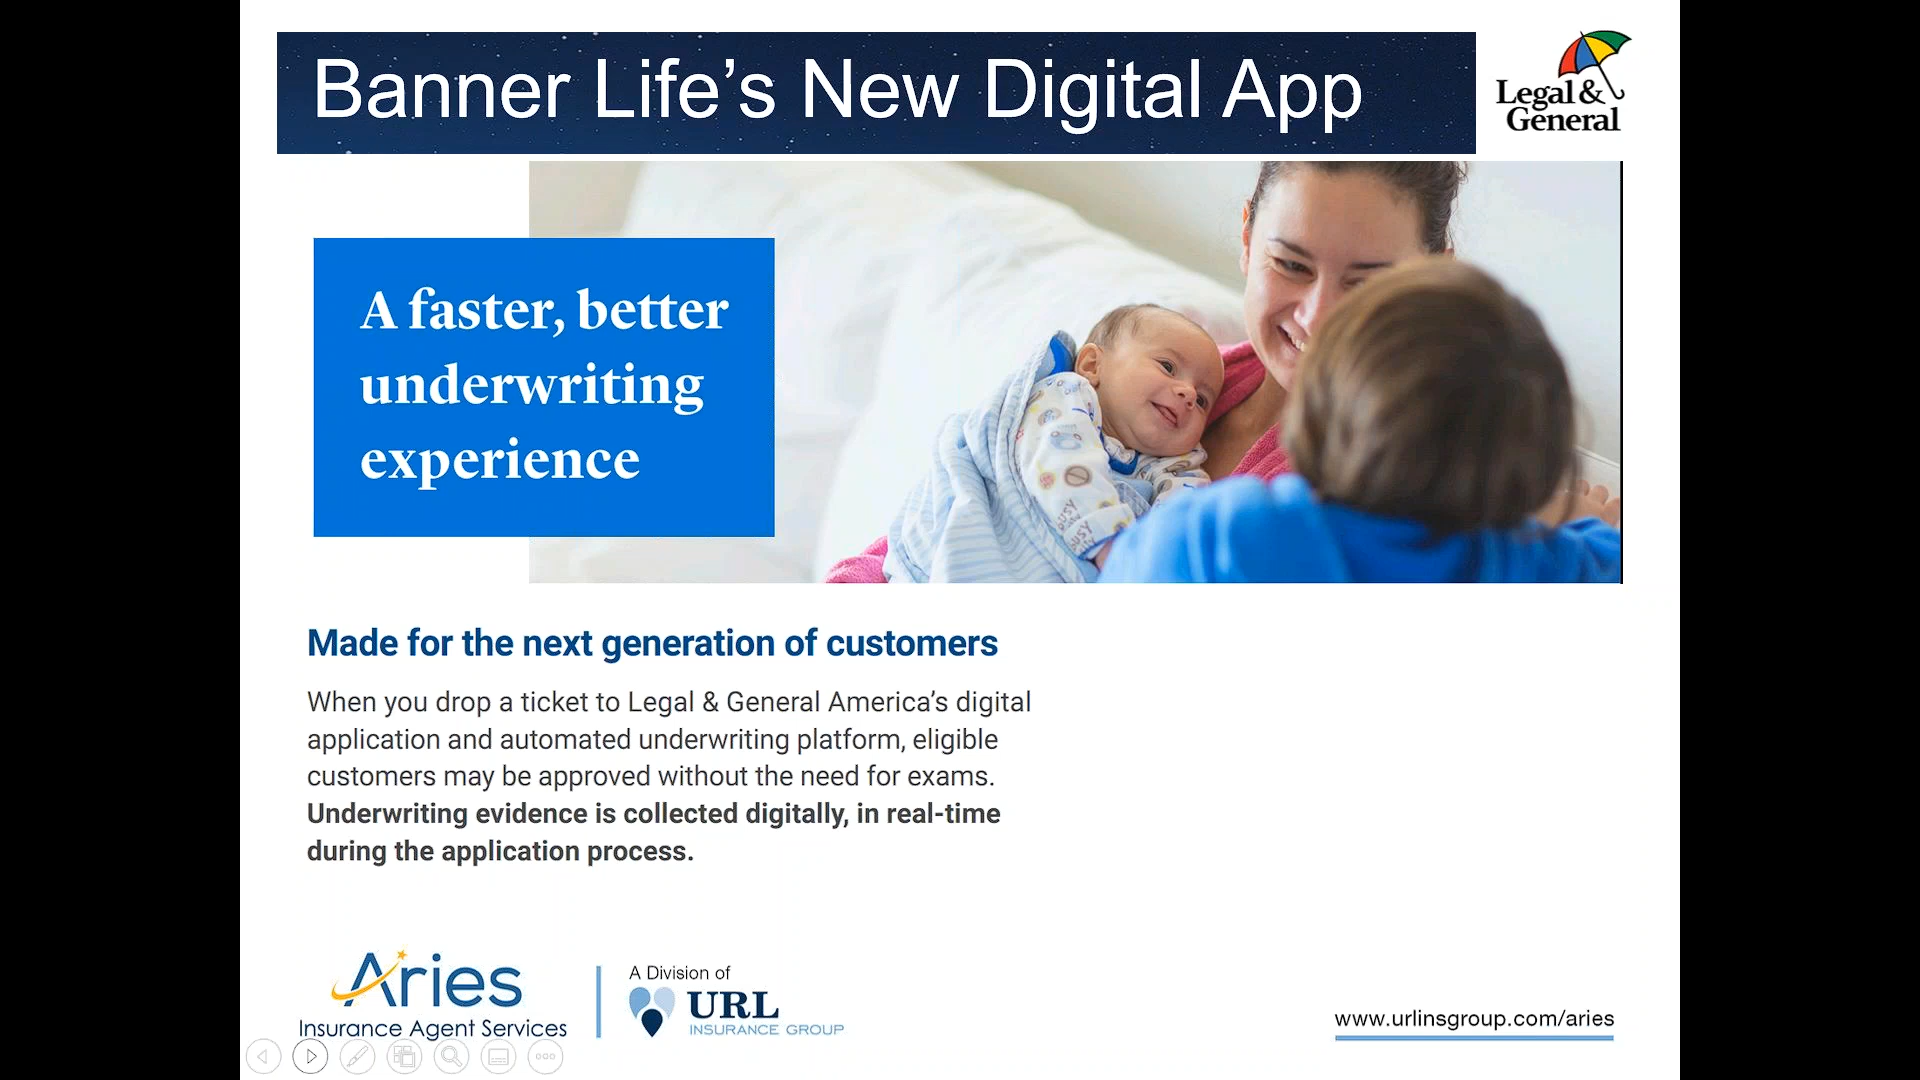 Banner Life’s New Digital App
Legal &
General
A faster, better
underwriting
experience
Made for the next generation of customers
When you drop a ticket to Legal & General America’s digital
application and automated underwriting platform, eligible
customers may be approved without the need for exams.
Underwriting evidence is collected digitally, in real-time
during the application process.
Aries
Insurance Agent Services
A Division of
URL
INSURANCE GROUP
www.urlinsgroup.com/aries